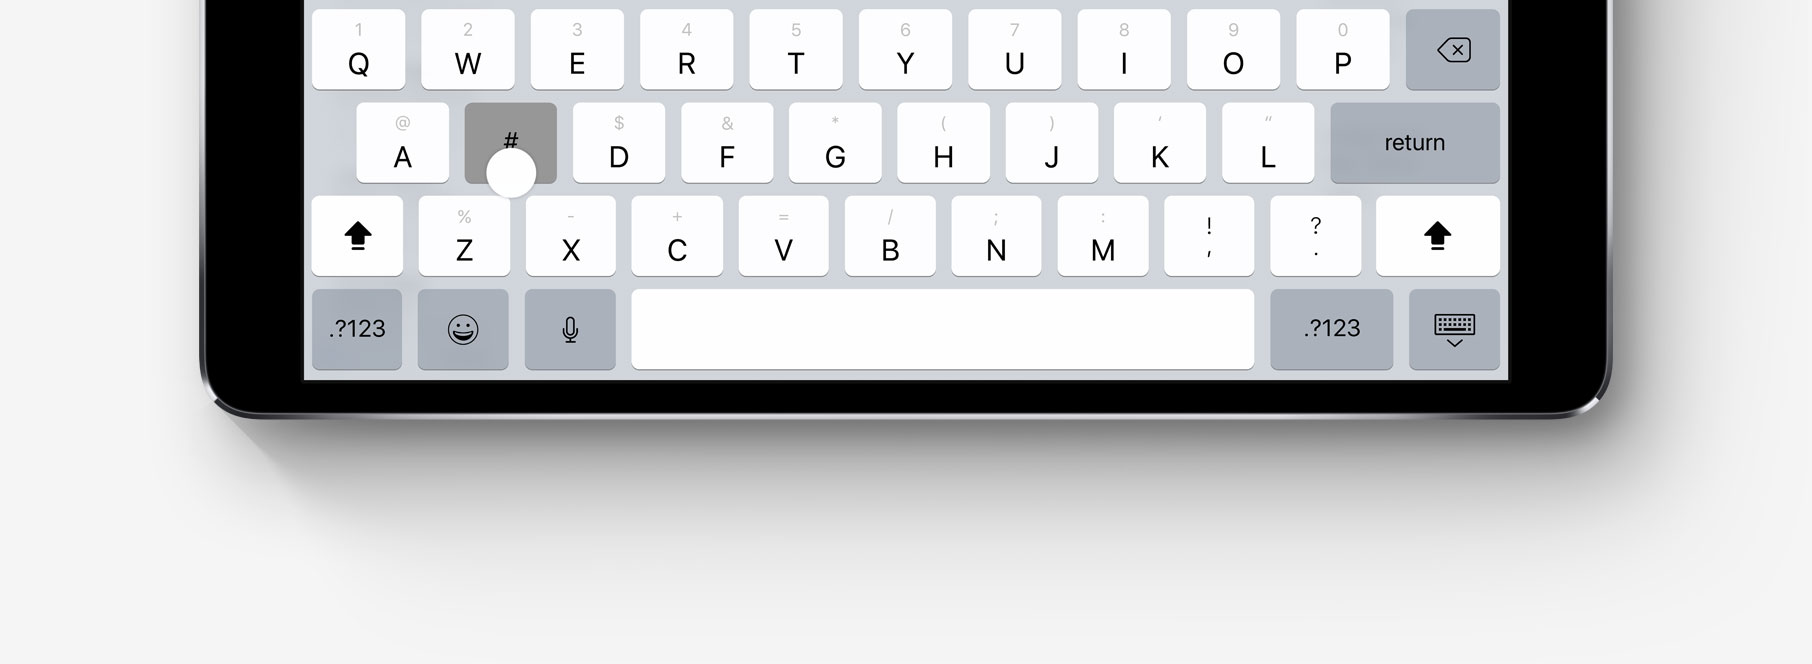 1 2 3 4 5 6 7 8 9 0
Q W E R T Y U I O P
@ # $ & * ( ) ‘ “
A D F G H J K L return
% - + = / ; : ! ?
Z X C V B N M , .
.?123 .?123